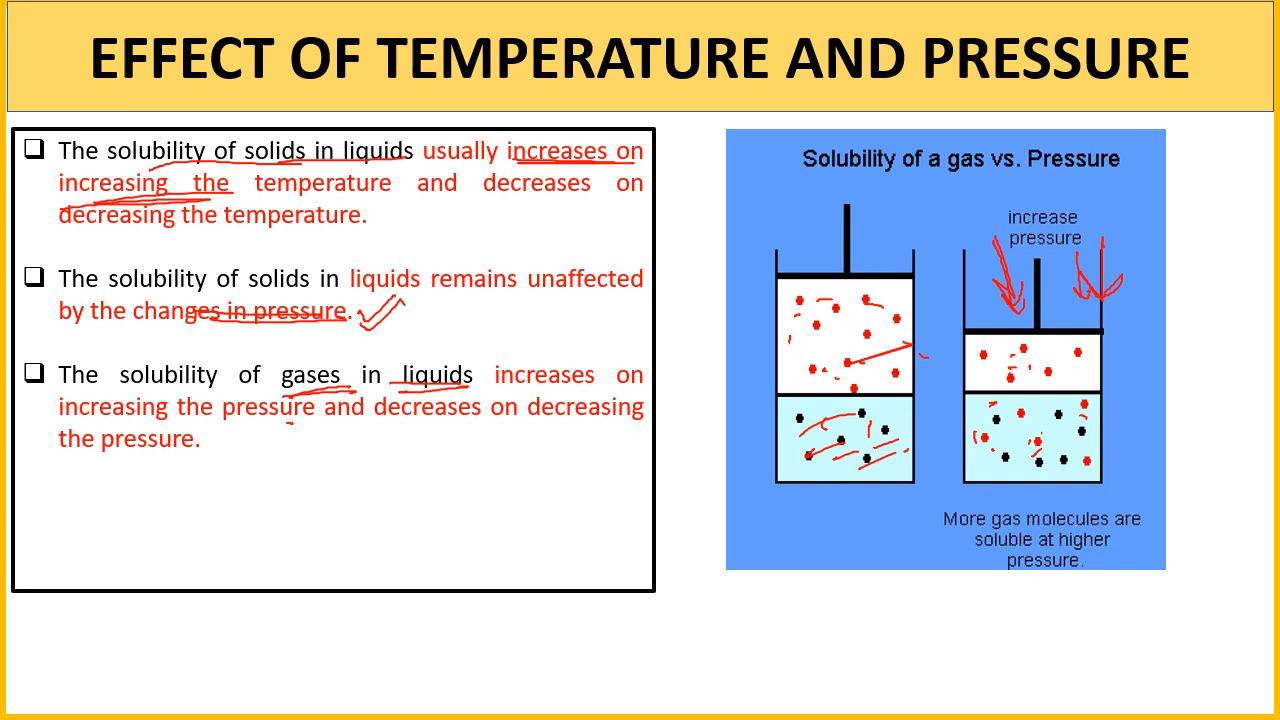 EFFECT OF TEMPERATURE AND PRESSURE
The solubility of solids in liquids usually increases on
increasing the temperature and decreases on
decreasing the temperature.
The solubility of solids in liquids remains unaffected
by the changes in pressure.
The solubility of gases in liquids increases on
increasing the pressure and decreases on decreasing
the pressure.
Solubility of a gas vs. Pressure
increase
pressure
More gas molecules are
soluble at higher
pressure.